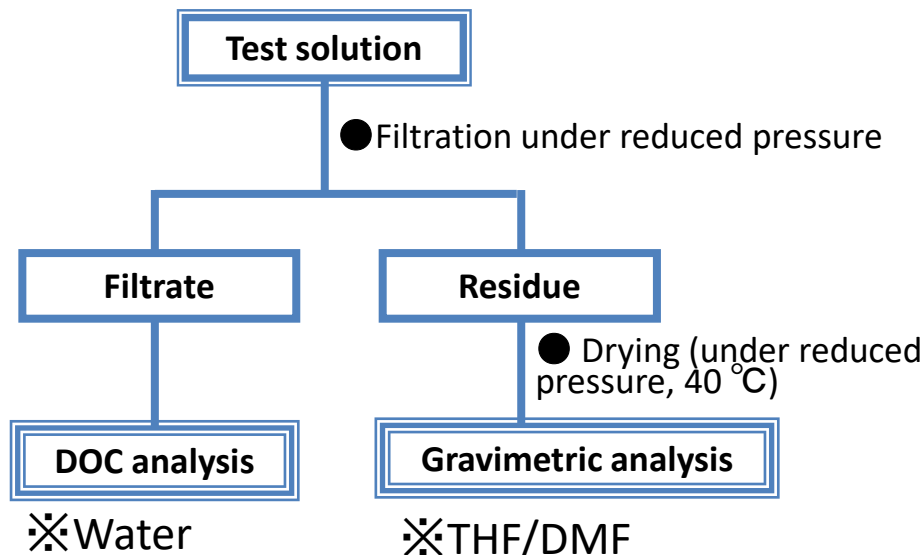 Test solution
●Filtration under reduced pressure
Filtrate
Residue
● Drying (under reduced
pressure, 40 ℃)
DOC analysis
Gravimetric analysis
※Water
※THF/DMF